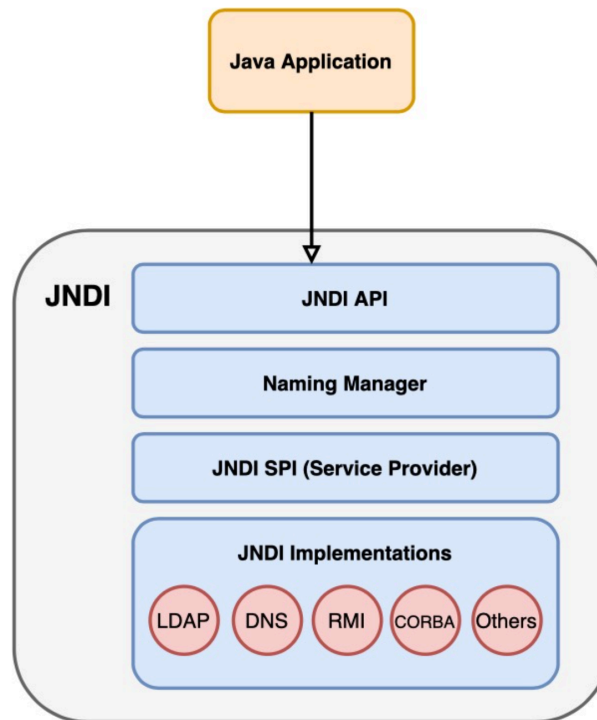 Java Application
JNDI
JNDI API
Naming Manager
JNDI SPI (Service Provider)
JNDI Implementations
LDAP
DNS
RMI
CORBA
Others